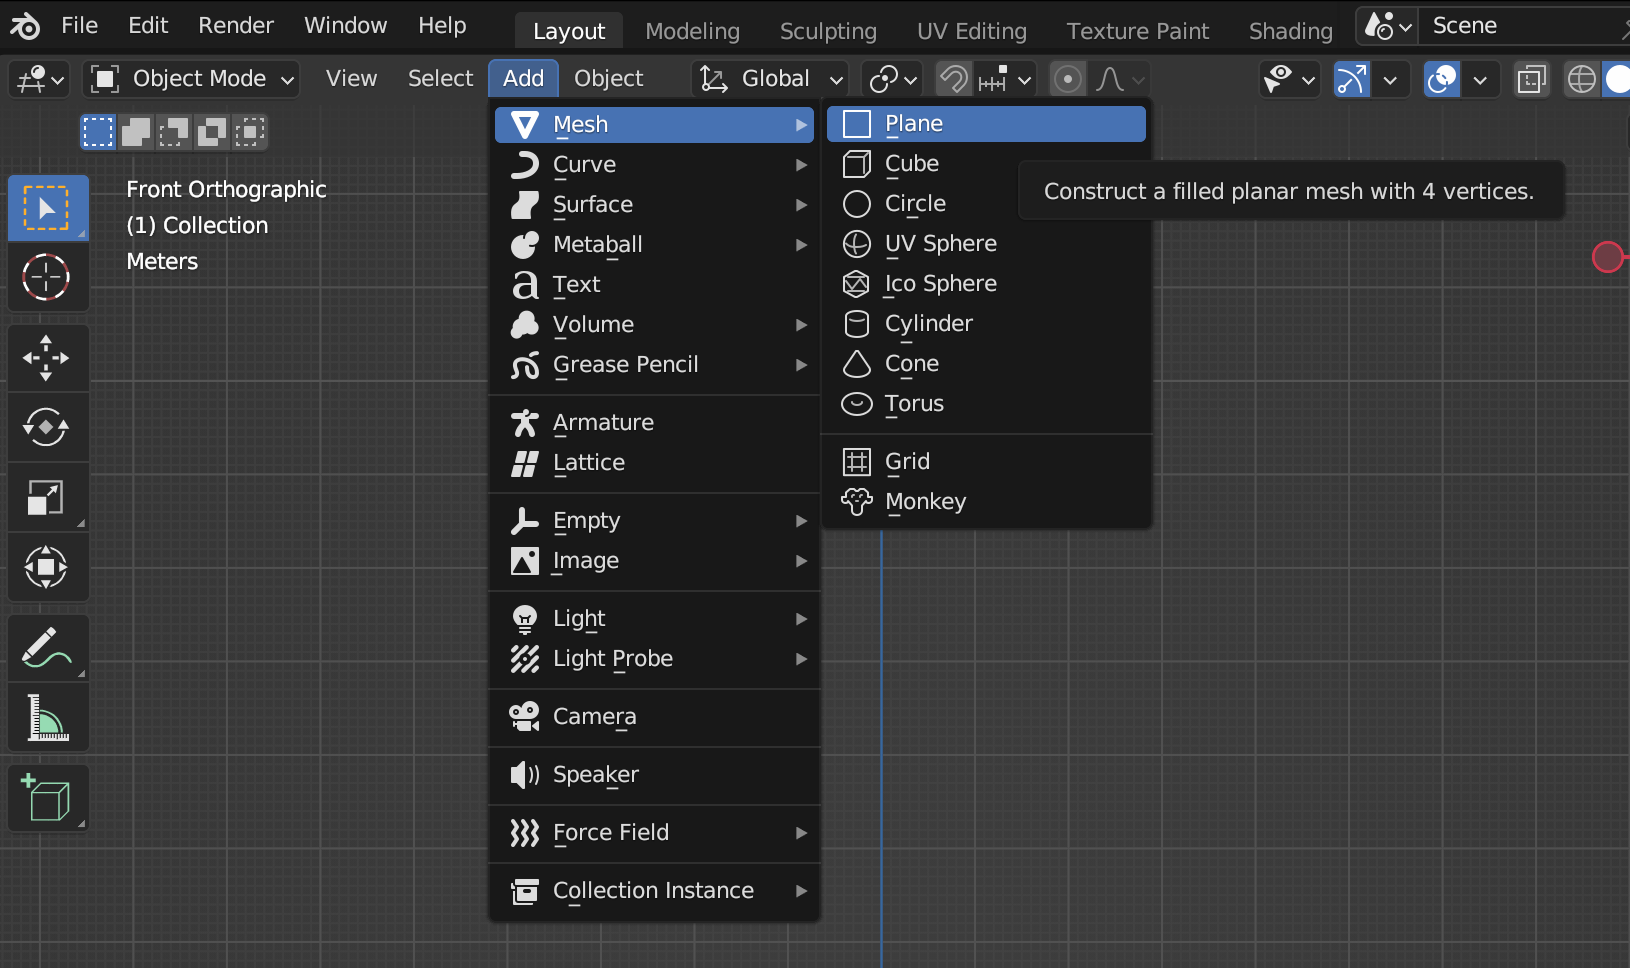 File Edit Render Window Help Layout Modeling Sculpting UV Editing Texture Paint Shading Scene
Object Mode View Select Add Object Global
Front Orthographic
(1) Collection
Meters
Mesh
Curve
Surface
Metaball
Text
Volume
Grease Pencil
Armature
Lattice
Empty
Image
Light
Light Probe
Camera
Speaker
Force Field
Collection Instance
Plane
Cube
Circle
UV Sphere
Ico Sphere
Cylinder
Cone
Torus
Grid
Monkey
Construct a filled planar mesh with 4 vertices.